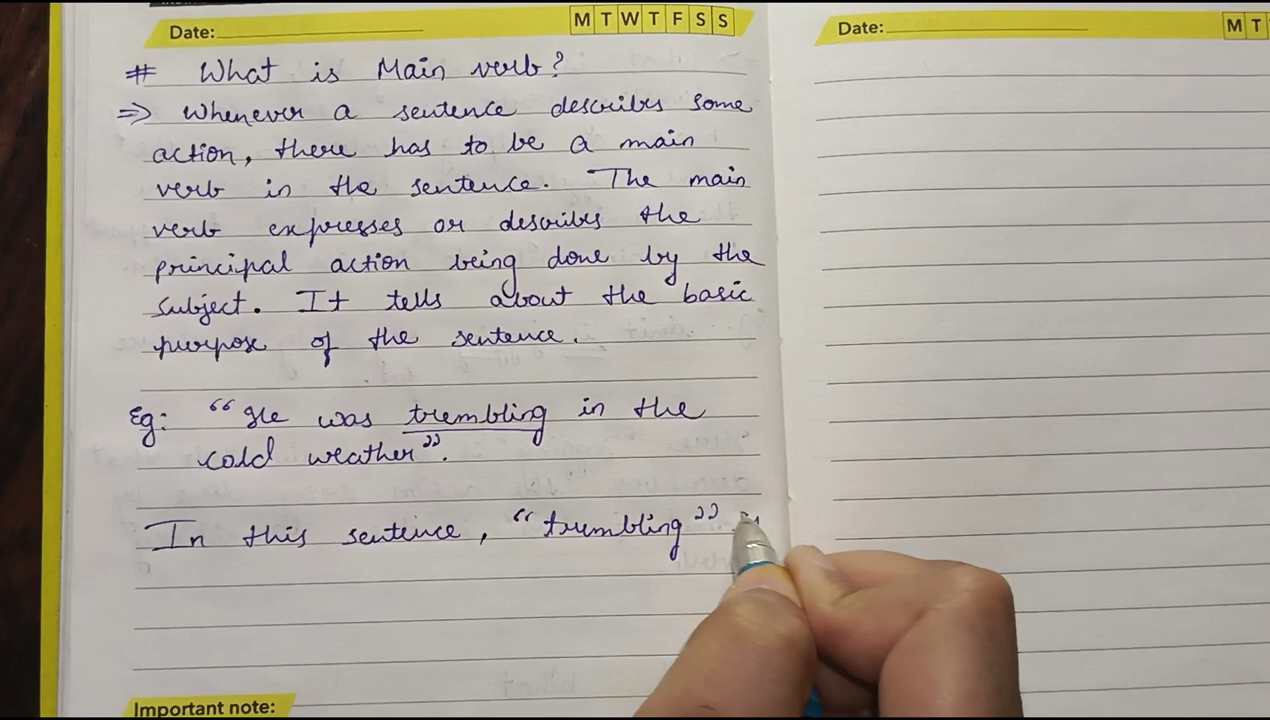 Date:
M T W T F S S
# What is Main verb?
⇒ Whenever a sentence describes some
action, there has to be a main
verb in the sentence. The main
verb expresses or describes the
principal action being done by the
subject. It tells about the basic
purpose of the sentence.
Eg: “He was trembling in the
cold weather”.
In this sentence, “trembling”
Important note:
Date:
M T